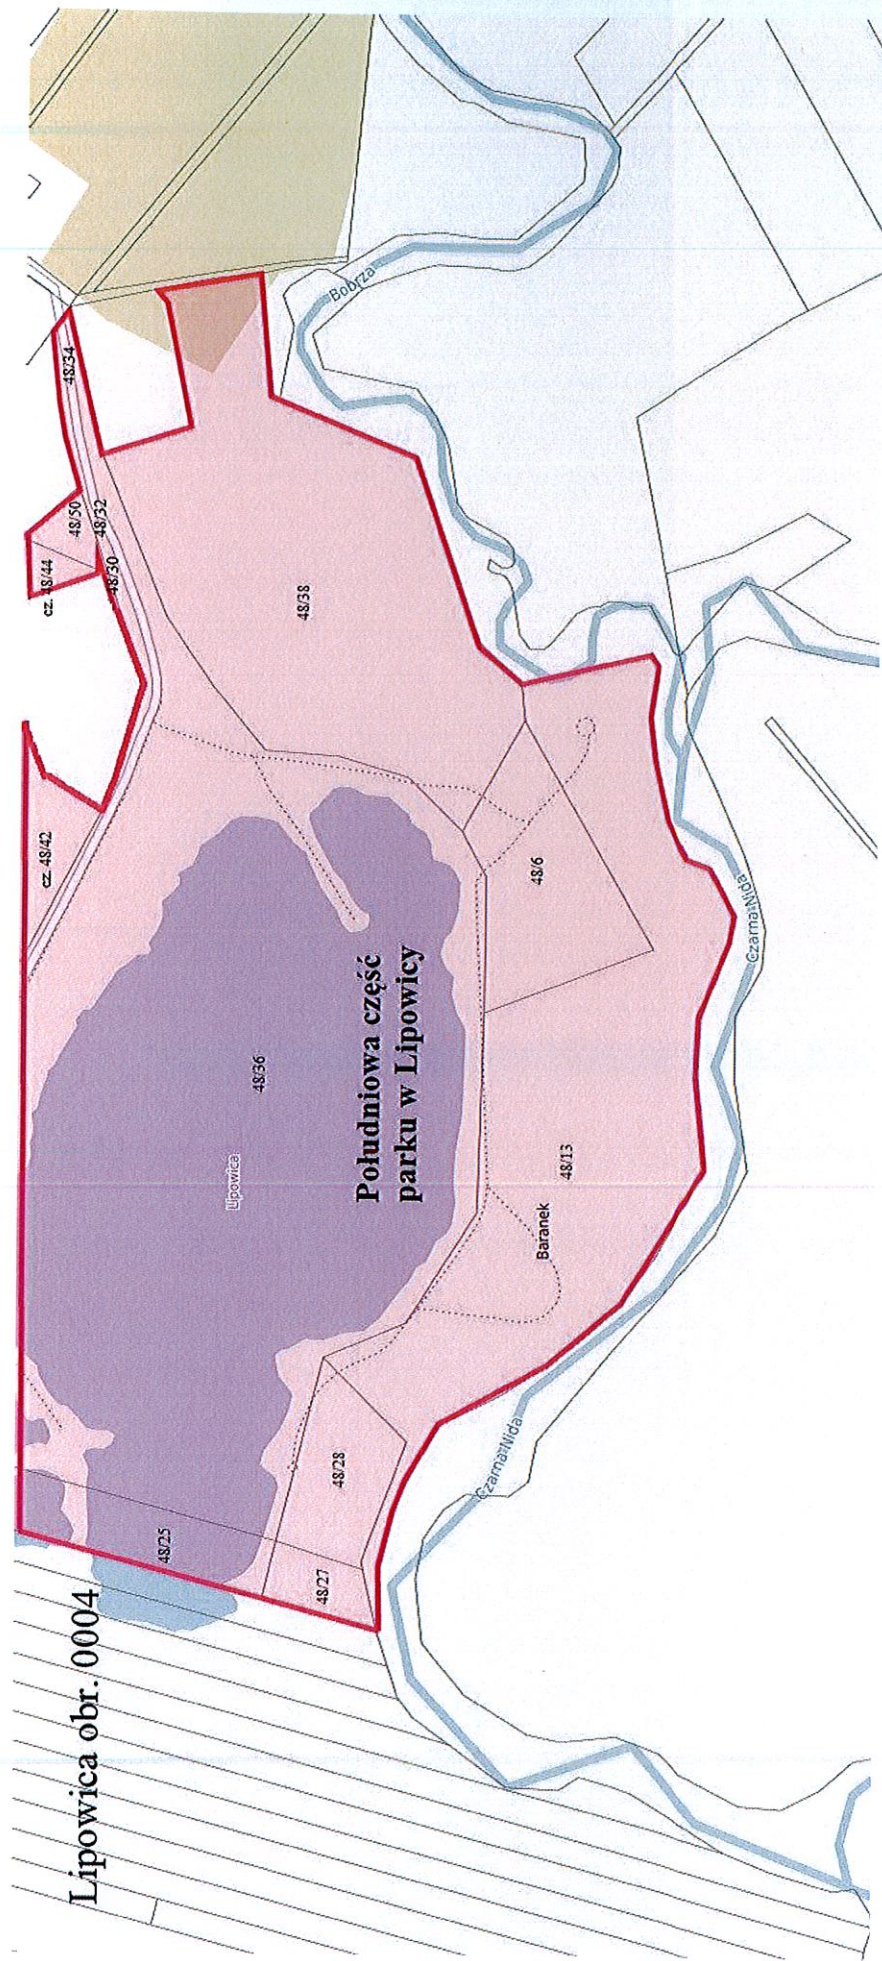 Lipowica obr. 0004
48/34
48/50
48/32
cz. 48/44
48/30
cz. 48/42
48/38
48/36
48/6
Lipowica
Południowa część
parku w Lipowicy
48/13
Baranek
48/25
48/28
48/27
Bobrza
Czarna Nida
Czarna Nida